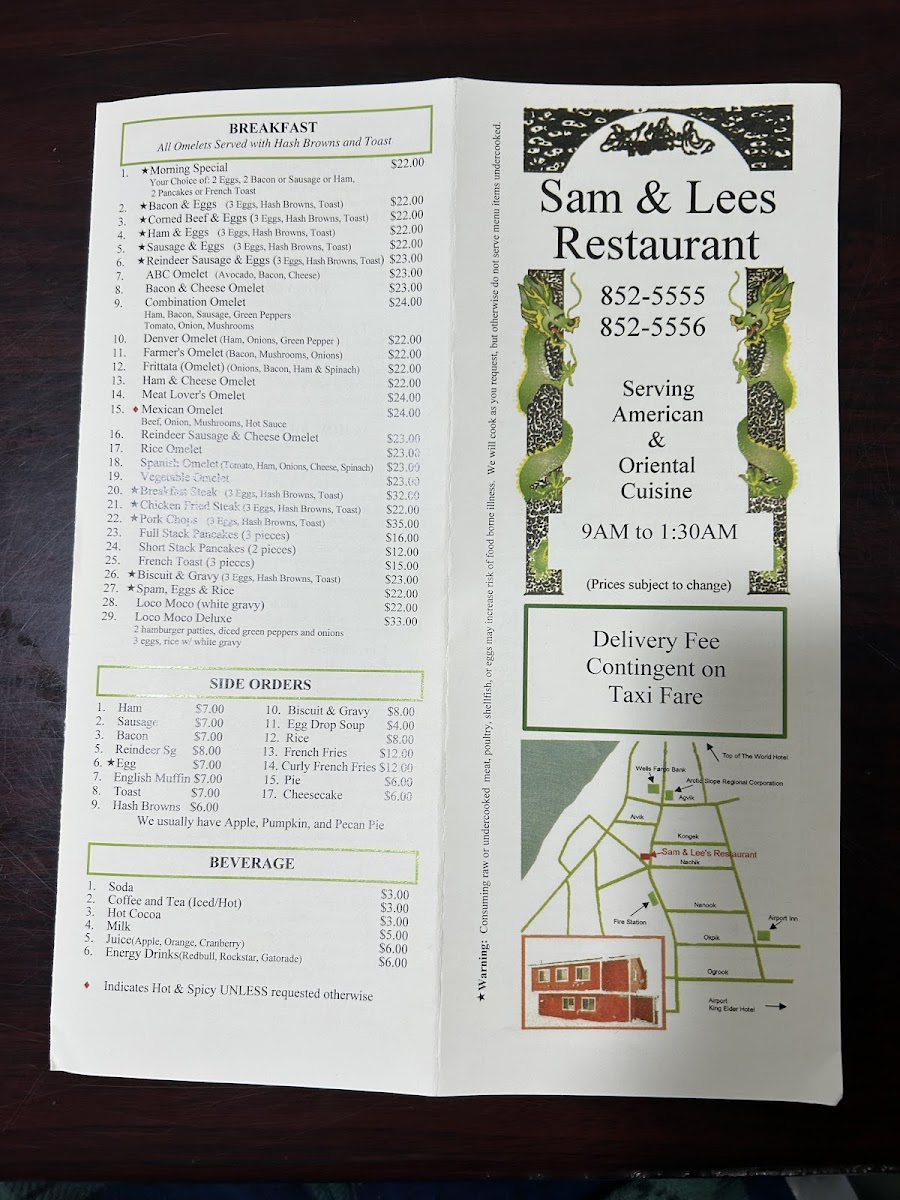 BREAKFAST
All Omelets Served with Hash Browns and Toast
1. ★Morning Special $22.00
Your Choice of: 2 Eggs, 2 Bacon or Sausage or Ham,
2 Pancakes or French Toast
2. ★Bacon & Eggs (3 Eggs, Hash Browns, Toast) $22.00
3. ★Corned Beef & Eggs (3 Eggs, Hash Browns, Toast) $22.00
4. ★Ham & Eggs (3 Eggs, Hash Browns, Toast) $22.00
5. ★Sausage & Eggs (3 Eggs, Hash Browns, Toast) $22.00
6. ★Reindeer Sausage & Eggs (3 Eggs, Hash Browns, Toast) $23.00
7. ABC Omelet (Avocado, Bacon, Cheese) $23.00
8. Bacon & Cheese Omelet $23.00
9. Combination Omelet $24.00
Ham, Bacon, Sausage, Green Peppers
Tomato, Onion, Mushrooms
10. Denver Omelet (Ham, Onions, Green Pepper ) $22.00
11. Farmer's Omelet (Bacon, Mushrooms, Onions) $22.00
12. Frittata (Omelet) (Onions, Bacon, Ham & Spinach) $22.00
13. Ham & Cheese Omelet $22.00
14. Meat Lover's Omelet $24.00
15. ♦ Mexican Omelet $24.00
Beef, Onion, Mushrooms, Hot Sauce
16. Reindeer Sausage & Cheese Omelet $23.00
17. Rice Omelet $23.00
18. Spanish Omelet (Tomato, Ham, Onions, Cheese, Spinach) $23.00
19. Vegetable Omelet $23.00
20. ★Breakfast Steak (3 Eggs, Hash Browns, Toast) $32.00
21. ★Chicken Fried Steak (3 Eggs, Hash Browns, Toast) $22.00
22. ★Pork Chops (3 Eggs, Hash Browns, Toast) $35.00
23. Full Stack Pancakes (3 pieces) $16.00
24. Short Stack Pancakes (2 pieces) $12.00
25. French Toast (3 pieces) $15.00
26. ★Biscuit & Gravy (3 Eggs, Hash Browns, Toast) $23.00
27. ★Spam, Eggs & Rice $22.00
28. Loco Moco (white gravy) $22.00
29. Loco Moco Deluxe $33.00
2 hamburger patties, diced green peppers and onions
3 eggs, rice w/ white gravy
SIDE ORDERS
1. Ham $7.00
2. Sausage $7.00
3. Bacon $7.00
5. Reindeer Sg $8.00
6. ★Egg $7.00
7. English Muffin $7.00
8. Toast $7.00
9. Hash Browns $6.00
10. Biscuit & Gravy $8.00
11. Egg Drop Soup $4.00
12. Rice $8.00
13. French Fries $12.00
14. Curly French Fries $12.00
15. Pie $6.00
17. Cheesecake $6.00
We usually have Apple, Pumpkin, and Pecan Pie
BEVERAGE
1. Soda $3.00
2. Coffee and Tea (Iced/Hot) $3.00
3. Hot Cocoa $3.00
4. Milk $5.00
5. Juice(Apple, Orange, Cranberry) $6.00
6. Energy Drinks(Redbull, Rockstar, Gatorade) $6.00
♦ Indicates Hot & Spicy UNLESS requested otherwise
★Warning: Consuming raw or undercooked meat, poultry, shellfish, or eggs may increase risk of food borne illness. We will cook as you request, but otherwise do not serve menu items undercooked.
Sam & Lees
Restaurant
852-5555
852-5556
Serving
American
&
Oriental
Cuisine
9AM to 1:30AM
(Prices subject to change)
Delivery Fee
Contingent on
Taxi Fare
Top of The World Hotel
Wells Fargo Bank
Arctic Slope Regional Corporation
Agvik
Aivik
Kongek
Sam & Lee's Restaurant
Nachik
Nanook
Fire Station
Airport Inn
Okpik
Ogrook
Airport
King Elder Hotel